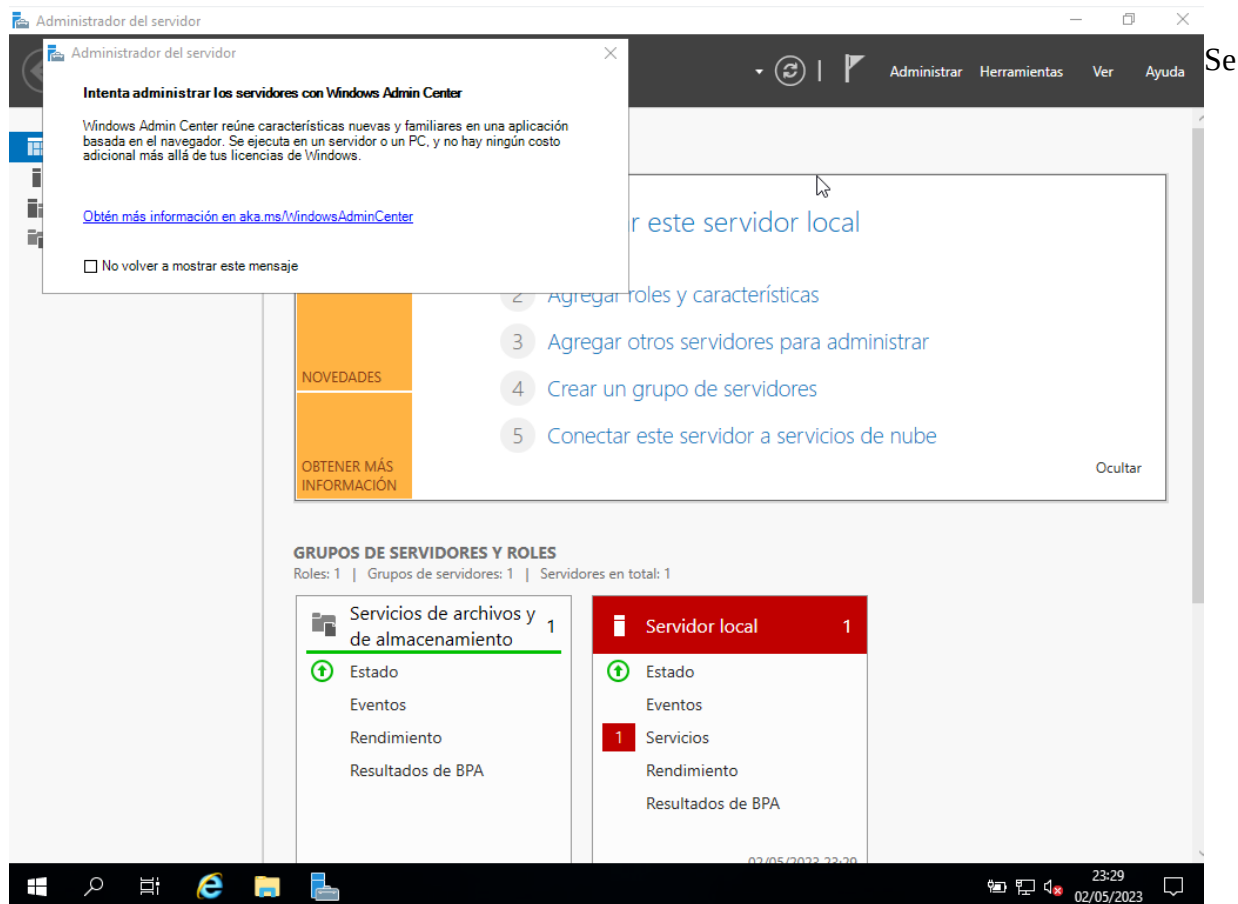 Administrador del servidor
Se
Administrador del servidor
Administrar Herramientas Ver Ayuda
Intenta administrar los servidores con Windows Admin Center
Windows Admin Center reúne características nuevas y familiares en una aplicación
basada en el navegador. Se ejecuta en un servidor o un PC, y no hay ningún costo
adicional más allá de tus licencias de Windows.
Obtén más información en aka.ms/WindowsAdminCenter
este servidor local
No volver a mostrar este mensaje
2 Agregar roles y características
3 Agregar otros servidores para administrar
NOVEDADES
4 Crear un grupo de servidores
5 Conectar este servidor a servicios de nube
OBTENER MÁS
INFORMACIÓN
Ocultar
GRUPOS DE SERVIDORES Y ROLES
Roles: 1 | Grupos de servidores: 1 | Servidores en total: 1
Servicios de archivos y
de almacenamiento
1
Estado
Eventos
Rendimiento
Resultados de BPA
Servidor local 1
Estado
Eventos
1 Servicios
Rendimiento
Resultados de BPA
02/05/2023 23:29
23:29
02/05/2023